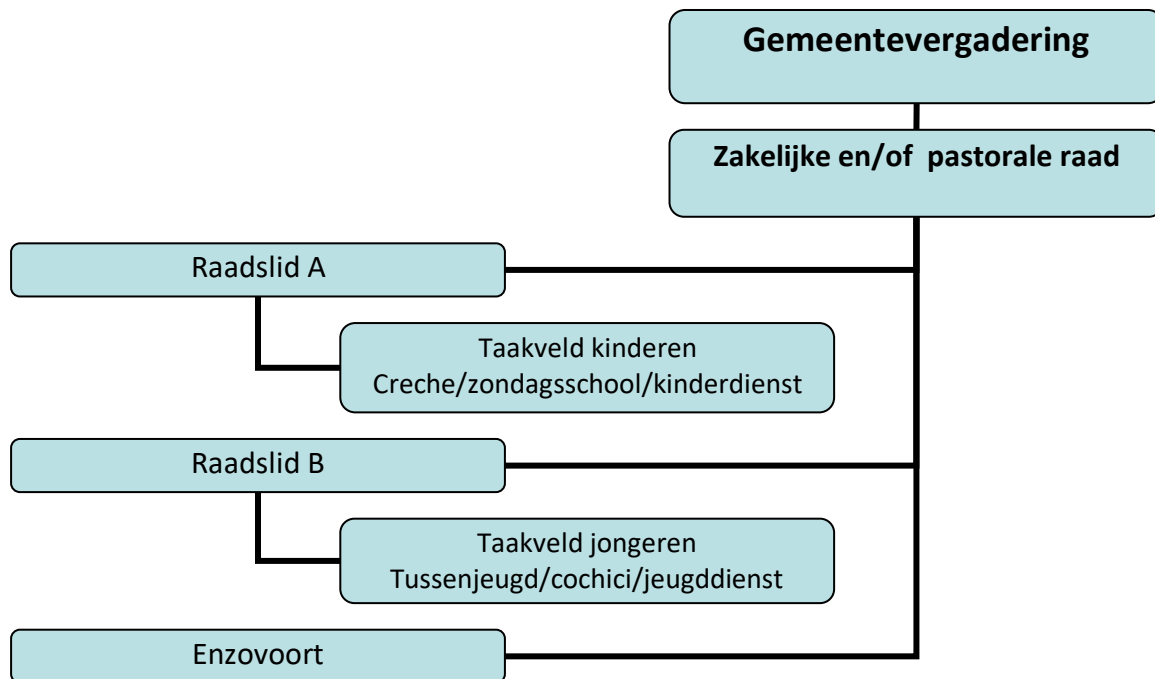 Gemeentevergadering
Zakelijke en/of pastorale raad
Raadslid A
Taakveld kinderen
Creche/zondagsschool/kinderdienst
Raadslid B
Taakveld jongeren
Tussenjeugd/cochici/jeugddienst
Enzovoort